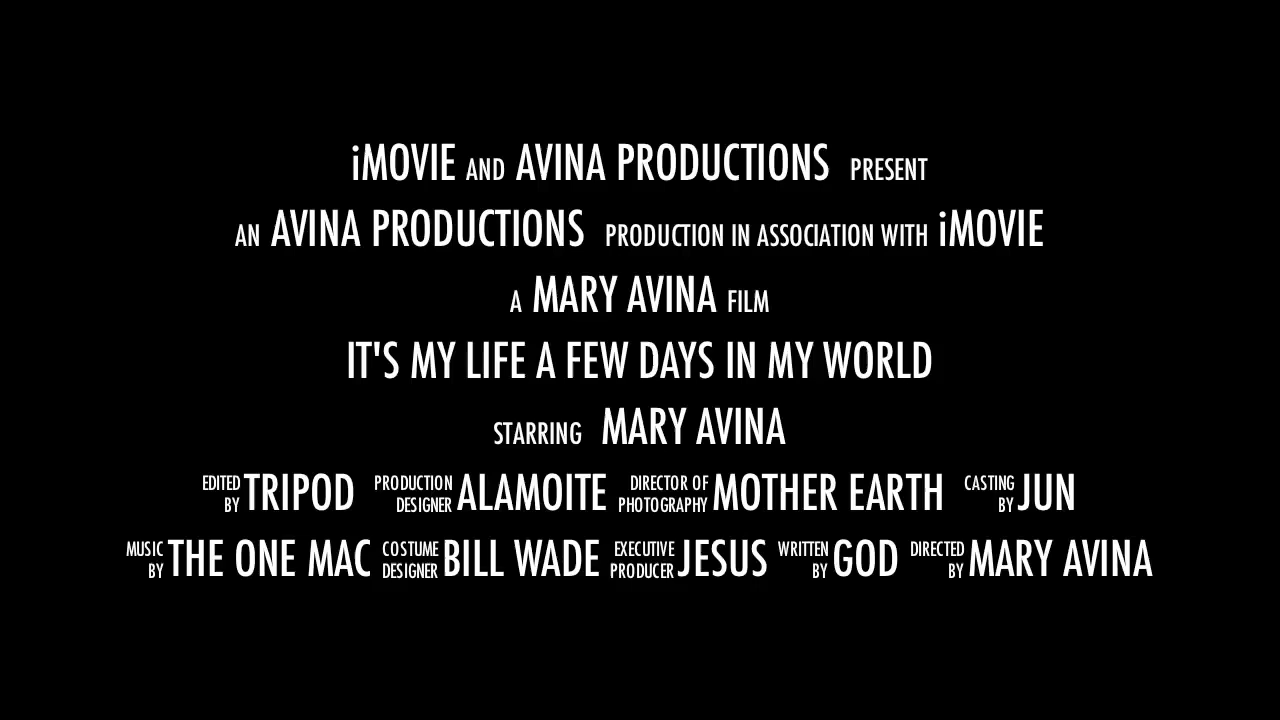 iMOVIE AND AVINA PRODUCTIONS PRESENT
AN AVINA PRODUCTIONS PRODUCTION IN ASSOCIATION WITH iMOVIE
A MARY AVINA FILM
IT'S MY LIFE A FEW DAYS IN MY WORLD
STARRING MARY AVINA
EDITED BY TRIPOD PRODUCTION DESIGNER ALAMOITE DIRECTOR OF PHOTOGRAPHY MOTHER EARTH CASTING BY JUN
MUSIC BY THE ONE MAC COSTUME DESIGNER BILL WADE EXECUTIVE PRODUCER JESUS WRITTEN BY GOD DIRECTED BY MARY AVINA